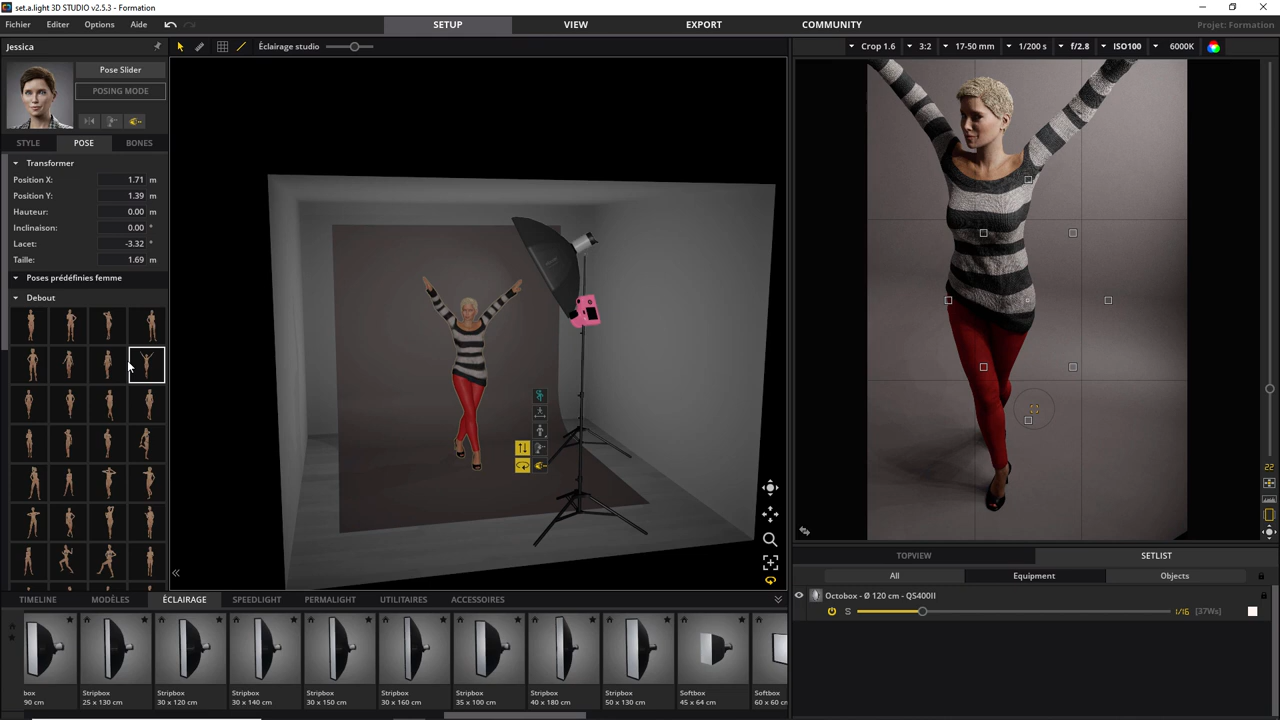 set.a.light 3D STUDIO v2.5.3 - Formation
Fichier Editer Options Aide
SETUP VIEW EXPORT COMMUNITY
Projet: Formation
Jessica
Éclairage studio
Crop 1.6 3:2 17-50 mm 1/200 s f/2.8 ISO100 6000K
Pose Slider
POSING MODE
STYLE POSE BONES
Transformer
Position X: 1.71 m
Position Y: 1.39 m
Hauteur: 0.00 m
Inclinaison: 0.00 °
Lacet: -3.32 °
Taille: 1.69 m
Poses prédéfinies femme
Debout
22
TOPVIEW SETLIST
All Equipment Objects
Octobox - Ø 120 cm - QS400II
S 1/16 [37Ws]
TIMELINE MODÈLES ÉCLAIRAGE SPEEDLIGHT PERMALIGHT UTILITAIRES ACCESSOIRES
box
90 cm
Stripbox
25 x 130 cm
Stripbox
30 x 120 cm
Stripbox
30 x 140 cm
Stripbox
30 x 150 cm
Stripbox
30 x 160 cm
Stripbox
35 x 100 cm
Stripbox
40 x 180 cm
Stripbox
50 x 130 cm
Softbox
45 x 64 cm
Softbox
60 x 60 c